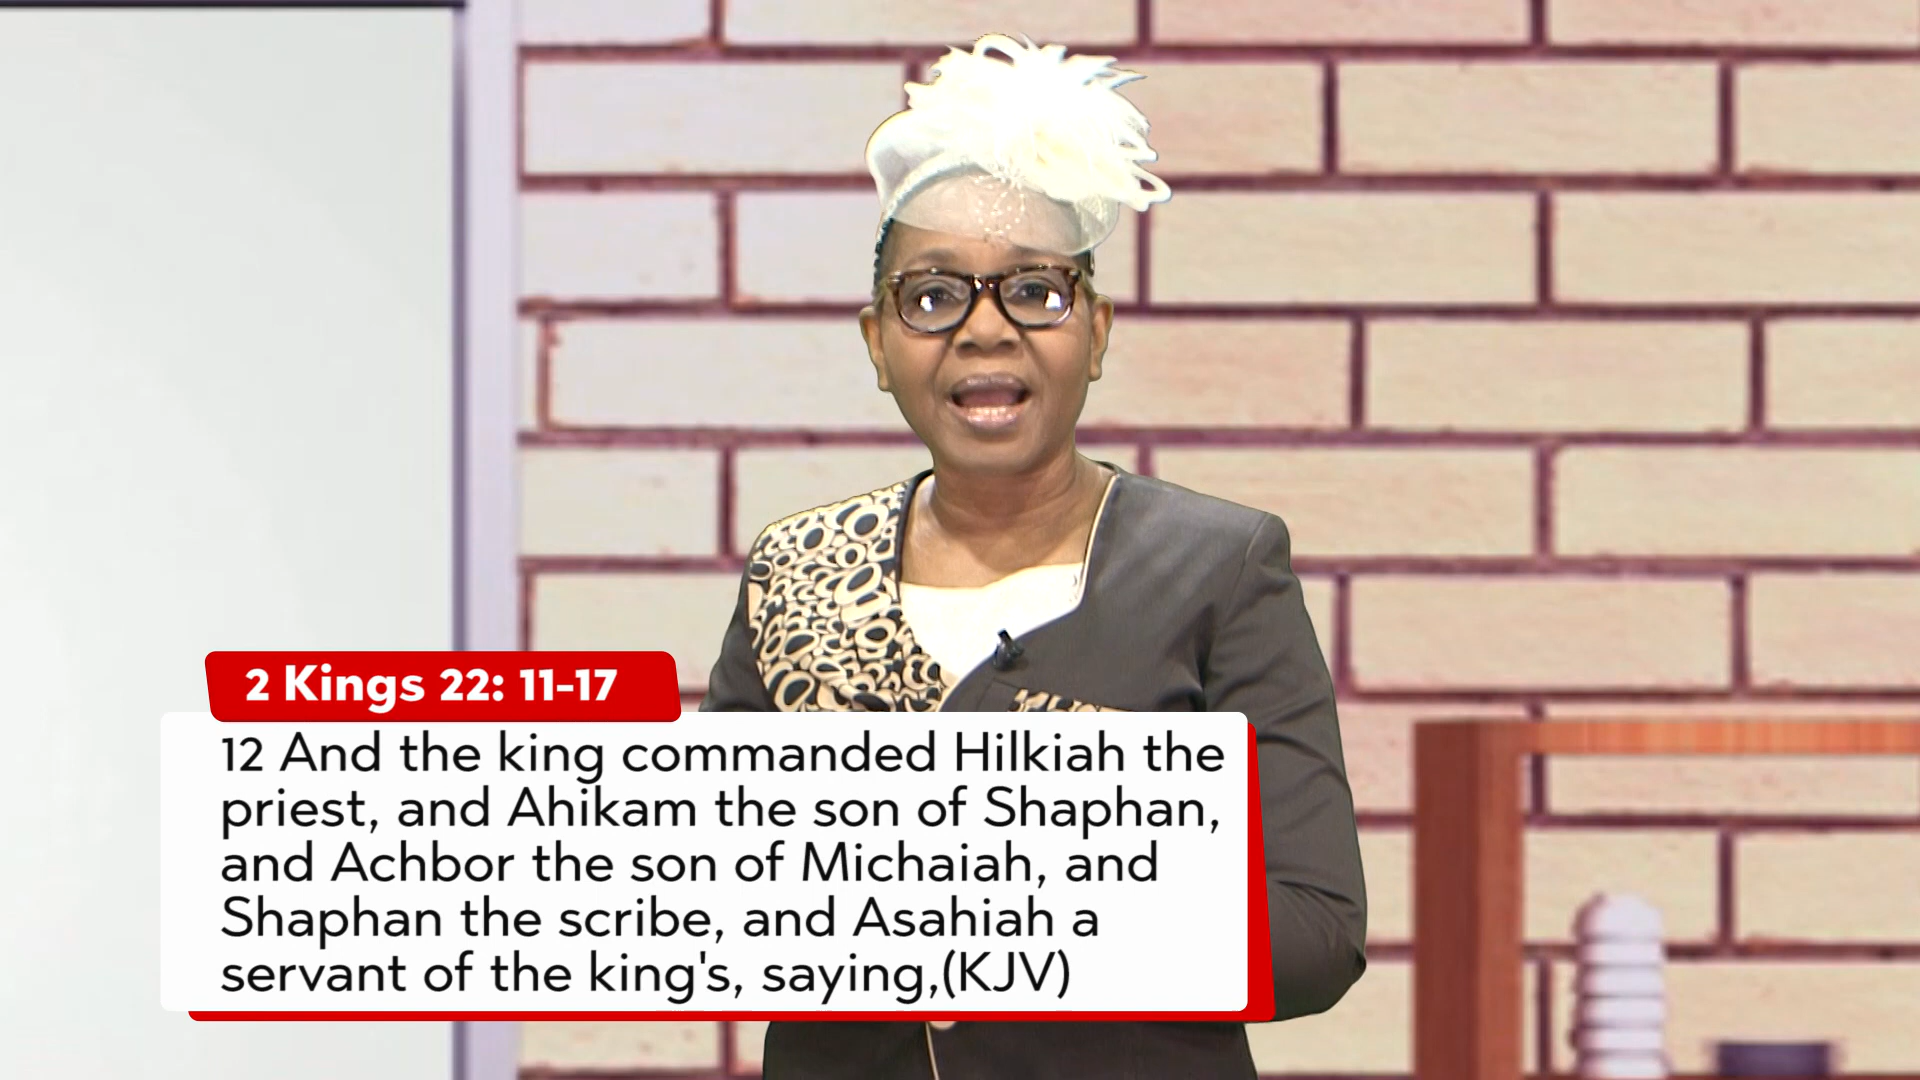 2 Kings 22: 11-17
12 And the king commanded Hilkiah the
priest, and Ahikam the son of Shaphan,
and Achbor the son of Michaiah, and
Shaphan the scribe, and Asahiah a
servant of the king's, saying,(KJV)